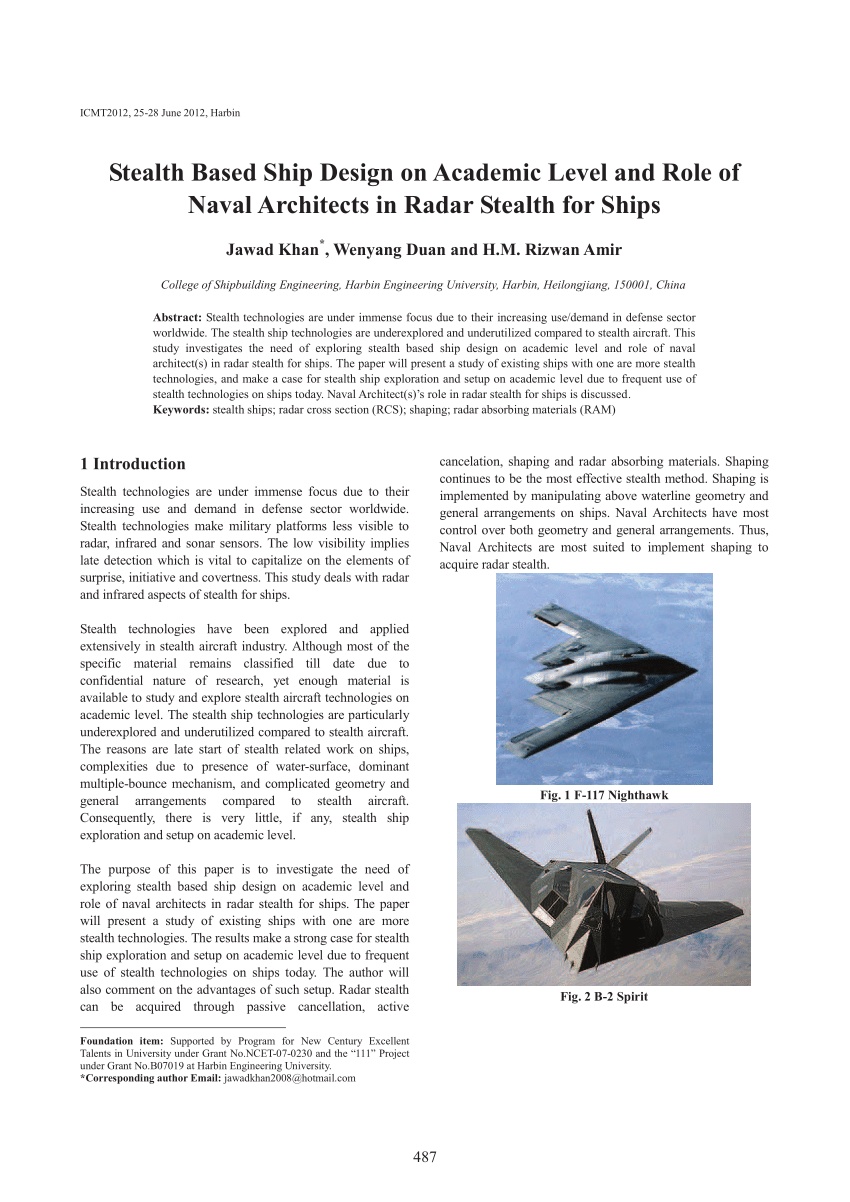 ICMT2012, 25-28 June 2012, Harbin
Stealth Based Ship Design on Academic Level and Role of
Naval Architects in Radar Stealth for Ships
Jawad Khan*, Wenyang Duan and H.M. Rizwan Amir
College of Shipbuilding Engineering, Harbin Engineering University, Harbin, Heilongjiang, 150001, China
Abstract: Stealth technologies are under immense focus due to their increasing use/demand in defense sector
worldwide. The stealth ship technologies are underexplored and underutilized compared to stealth aircraft. This
study investigates the need of exploring stealth based ship design on academic level and role of naval
architect(s) in radar stealth for ships. The paper will present a study of existing ships with one are more stealth
technologies, and make a case for stealth ship exploration and setup on academic level due to frequent use of
stealth technologies on ships today. Naval Architect(s)'s role in radar stealth for ships is discussed.
Keywords: stealth ships; radar cross section (RCS); shaping; radar absorbing materials (RAM)
1 Introduction
Stealth technologies are under immense focus due to their
increasing use and demand in defense sector worldwide.
Stealth technologies make military platforms less visible to
radar, infrared and sonar sensors. The low visibility implies
late detection which is vital to capitalize on the elements of
surprise, initiative and covertness. This study deals with radar
and infrared aspects of stealth for ships.
Stealth technologies have been explored and applied
extensively in stealth aircraft industry. Although most of the
specific material remains classified till date due to
confidential nature of research, yet enough material is
available to study and explore stealth aircraft technologies on
academic level. The stealth ship technologies are particularly
underexplored and underutilized compared to stealth aircraft.
The reasons are late start of stealth related work on ships,
complexities due to presence of water-surface, dominant
multiple-bounce mechanism, and complicated geometry and
general arrangements compared to stealth aircraft.
Consequently, there is very little, if any, stealth ship
exploration and setup on academic level.
The purpose of this paper is to investigate the need of
exploring stealth based ship design on academic level and
role of naval architects in radar stealth for ships. The paper
will present a study of existing ships with one are more
stealth technologies. The results make a strong case for stealth
ship exploration and setup on academic level due to frequent
use of stealth technologies on ships today. The author will
also comment on the advantages of such setup. Radar stealth
can be acquired through passive cancellation, active
Foundation item: Supported by Program for New Century Excellent
Talents in University under Grant No.NCET-07-0230 and the “111” Project
under Grant No.B07019 at Harbin Engineering University.
*Corresponding author Email: jawadkhan2008@hotmail.com
cancelation, shaping and radar absorbing materials. Shaping
continues to be the most effective stealth method. Shaping is
implemented by manipulating above waterline geometry and
general arrangements on ships. Naval Architects have most
control over both geometry and general arrangements. Thus,
Naval Architects are most suited to implement shaping to
acquire radar stealth.
Fig. 1 F-117 Nighthawk
Fig. 2 B-2 Spirit
487